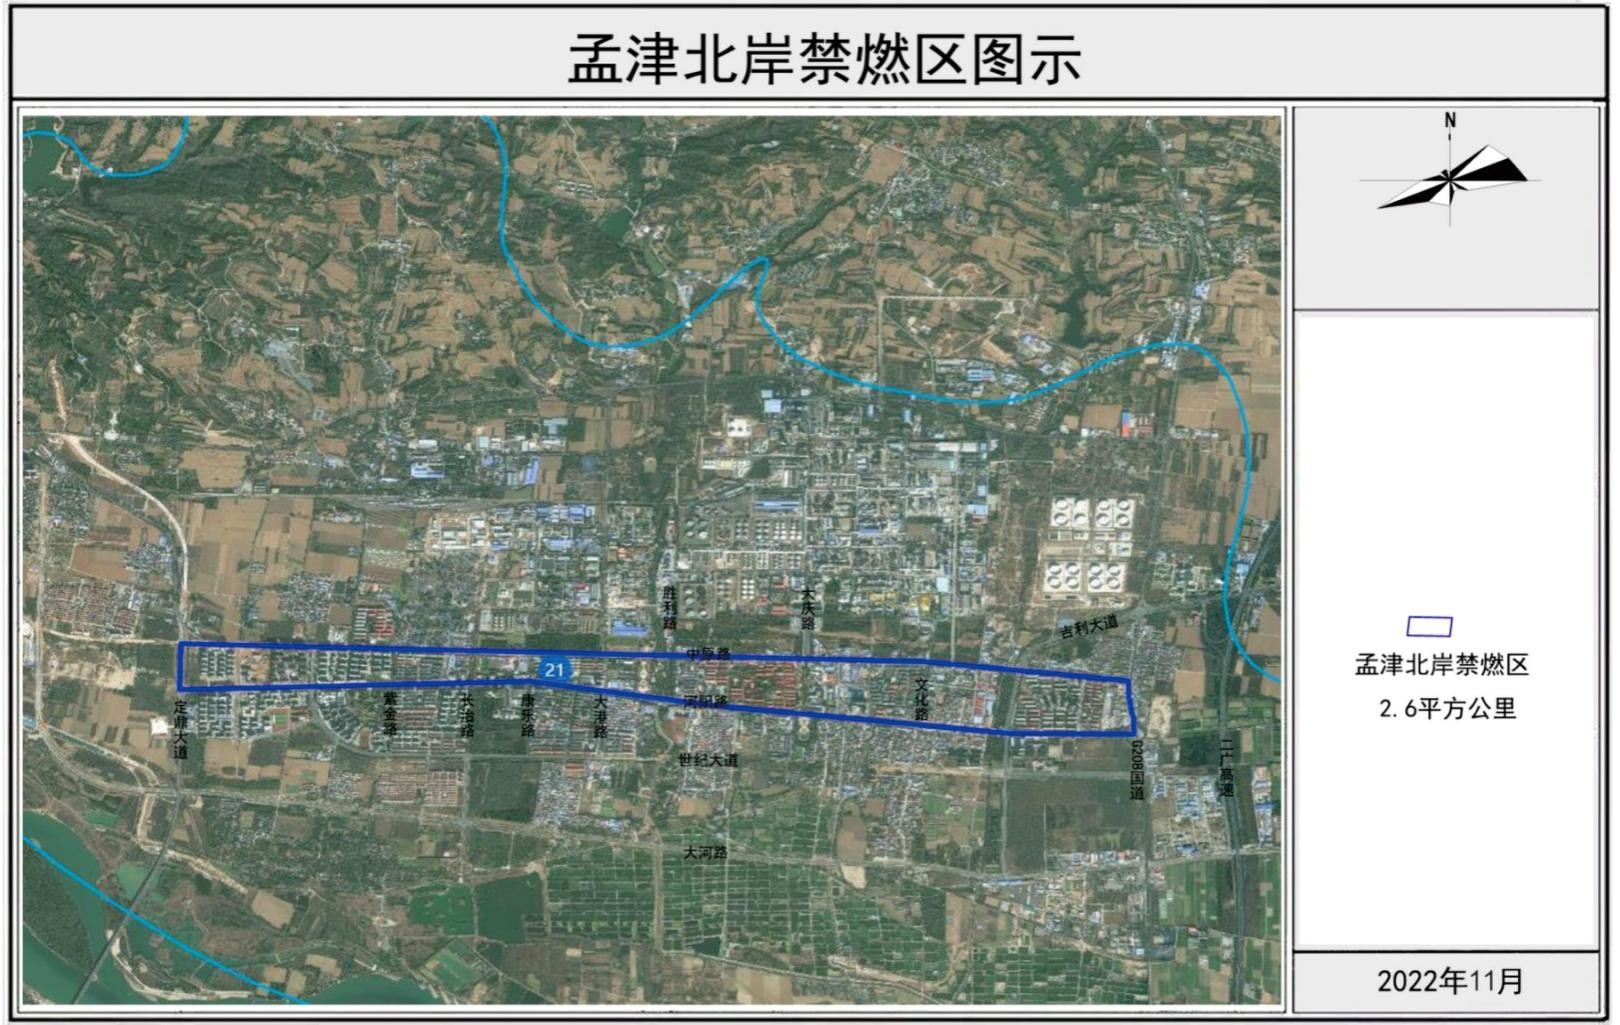 孟津北岸禁燃区图示
N
胜利路
大庆路
吉利大道
中原路
21
文化路
紫金路
长治路
康乐路
大港路
河阳路
定鼎大道
世纪大道
G208国道
二广高速
大河路
孟津北岸禁燃区
2.6平方公里
2022年11月